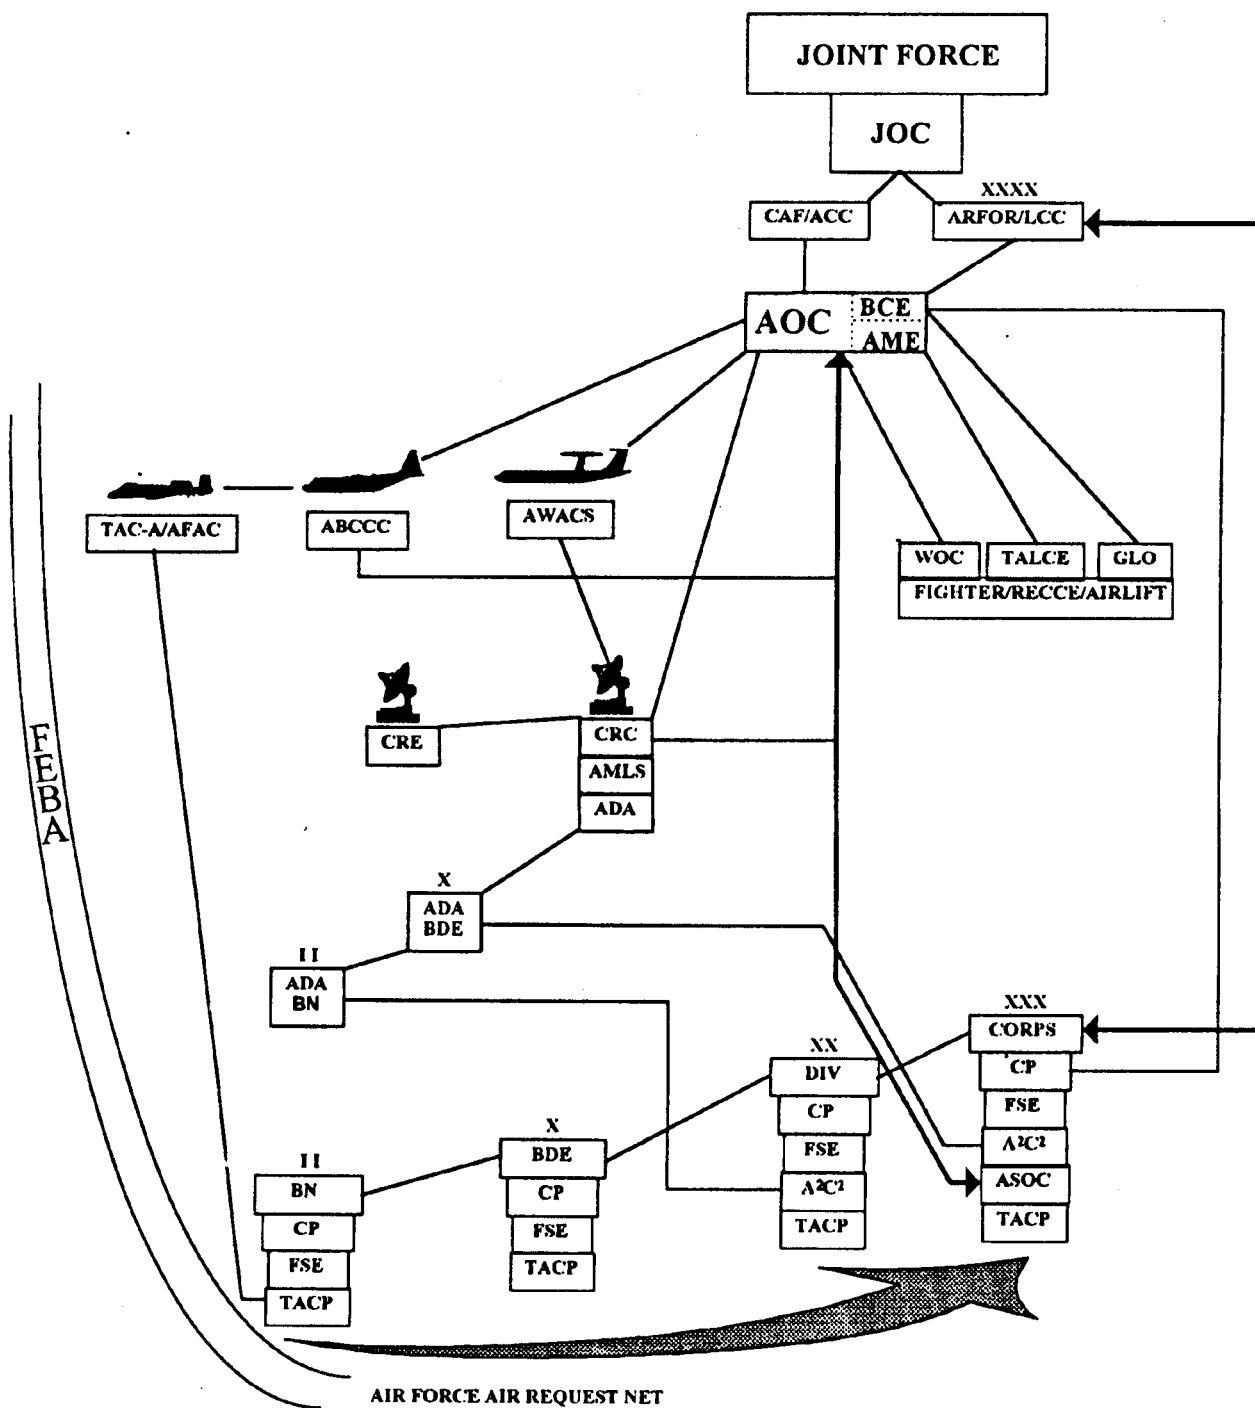 JOINT FORCE
JOC
XXXX
CAF/ACC
ARFOR/LCC
AOC
BCE
AME
TAC-A/AFAC
ABCCC
AWACS
WOC
TALCE
GLO
FIGHTER/RECCE/AIRLIFT
FEBA
CRE
CRC
AMLS
ADA
X
ADA
BDE
II
ADA
BN
XXX
CORPS
CP
FSE
A²C²
ASOC
TACP
XX
DIV
CP
FSE
A²C²
TACP
X
BDE
CP
FSE
TACP
II
BN
CP
FSE
TACP
AIR FORCE AIR REQUEST NET